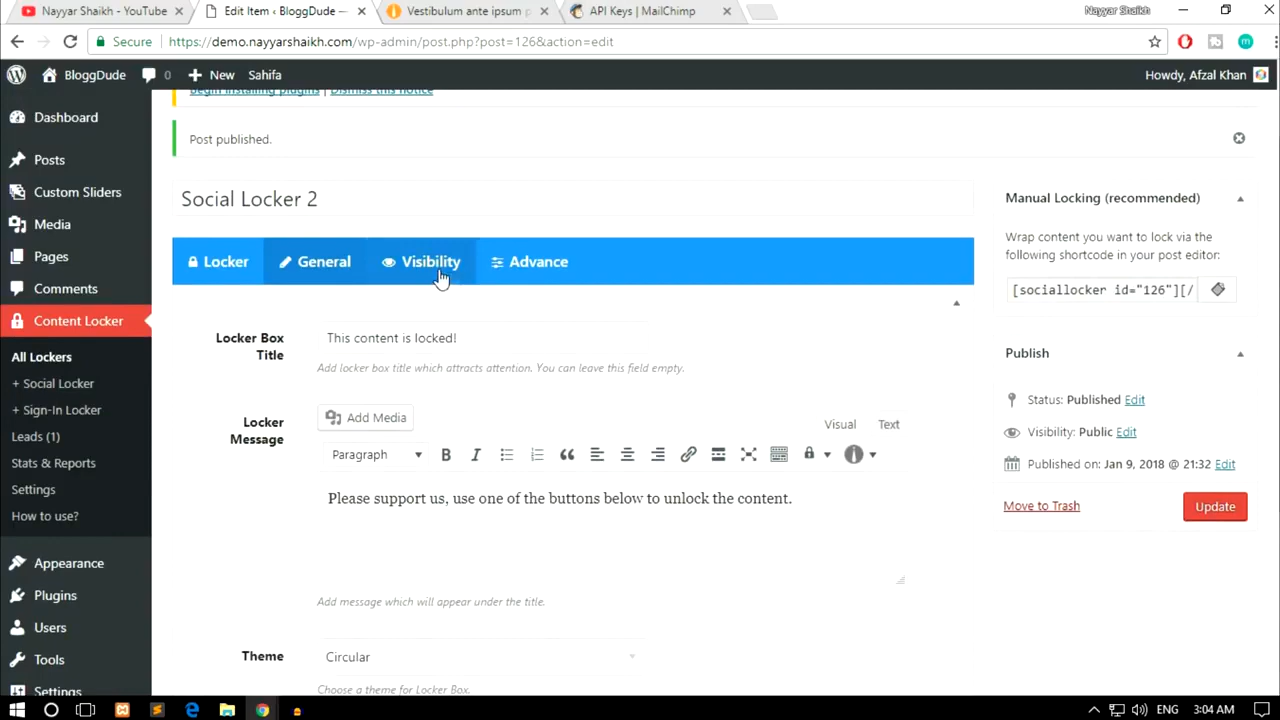 Nayyar Shaikh - YouTube
Edit Item ‹ BloggDude —
Vestibulum ante ipsum p
API Keys | MailChimp
Nayyar Shaikh
Secure
https://demo.nayyarshaikh.com/wp-admin/post.php?post=126&action=edit
m
BloggDude
0
New
Sahifa
Howdy, Afzal Khan
Begin installing plugins | Dismiss this notice
Dashboard
Posts
Custom Sliders
Media
Pages
Comments
Content Locker
All Lockers
+ Social Locker
+ Sign-In Locker
Leads (1)
Stats & Reports
Settings
How to use?
Appearance
Plugins
Users
Tools
Settings
Post published.
Social Locker 2
Locker
General
Visibility
Advance
Locker Box
Title
This content is locked!
Add locker box title which attracts attention. You can leave this field empty.
Locker
Message
Add Media
Visual
Text
Paragraph
B
I
Please support us, use one of the buttons below to unlock the content.
Add message which will appear under the title.
Theme
Circular
Choose a theme for Locker Box.
Manual Locking (recommended)
Wrap content you want to lock via the
following shortcode in your post editor:
[sociallocker id="126"][/
Publish
Status: Published Edit
Visibility: Public Edit
Published on: Jan 9, 2018 @ 21:32 Edit
Move to Trash
Update
ENG
3:04 AM